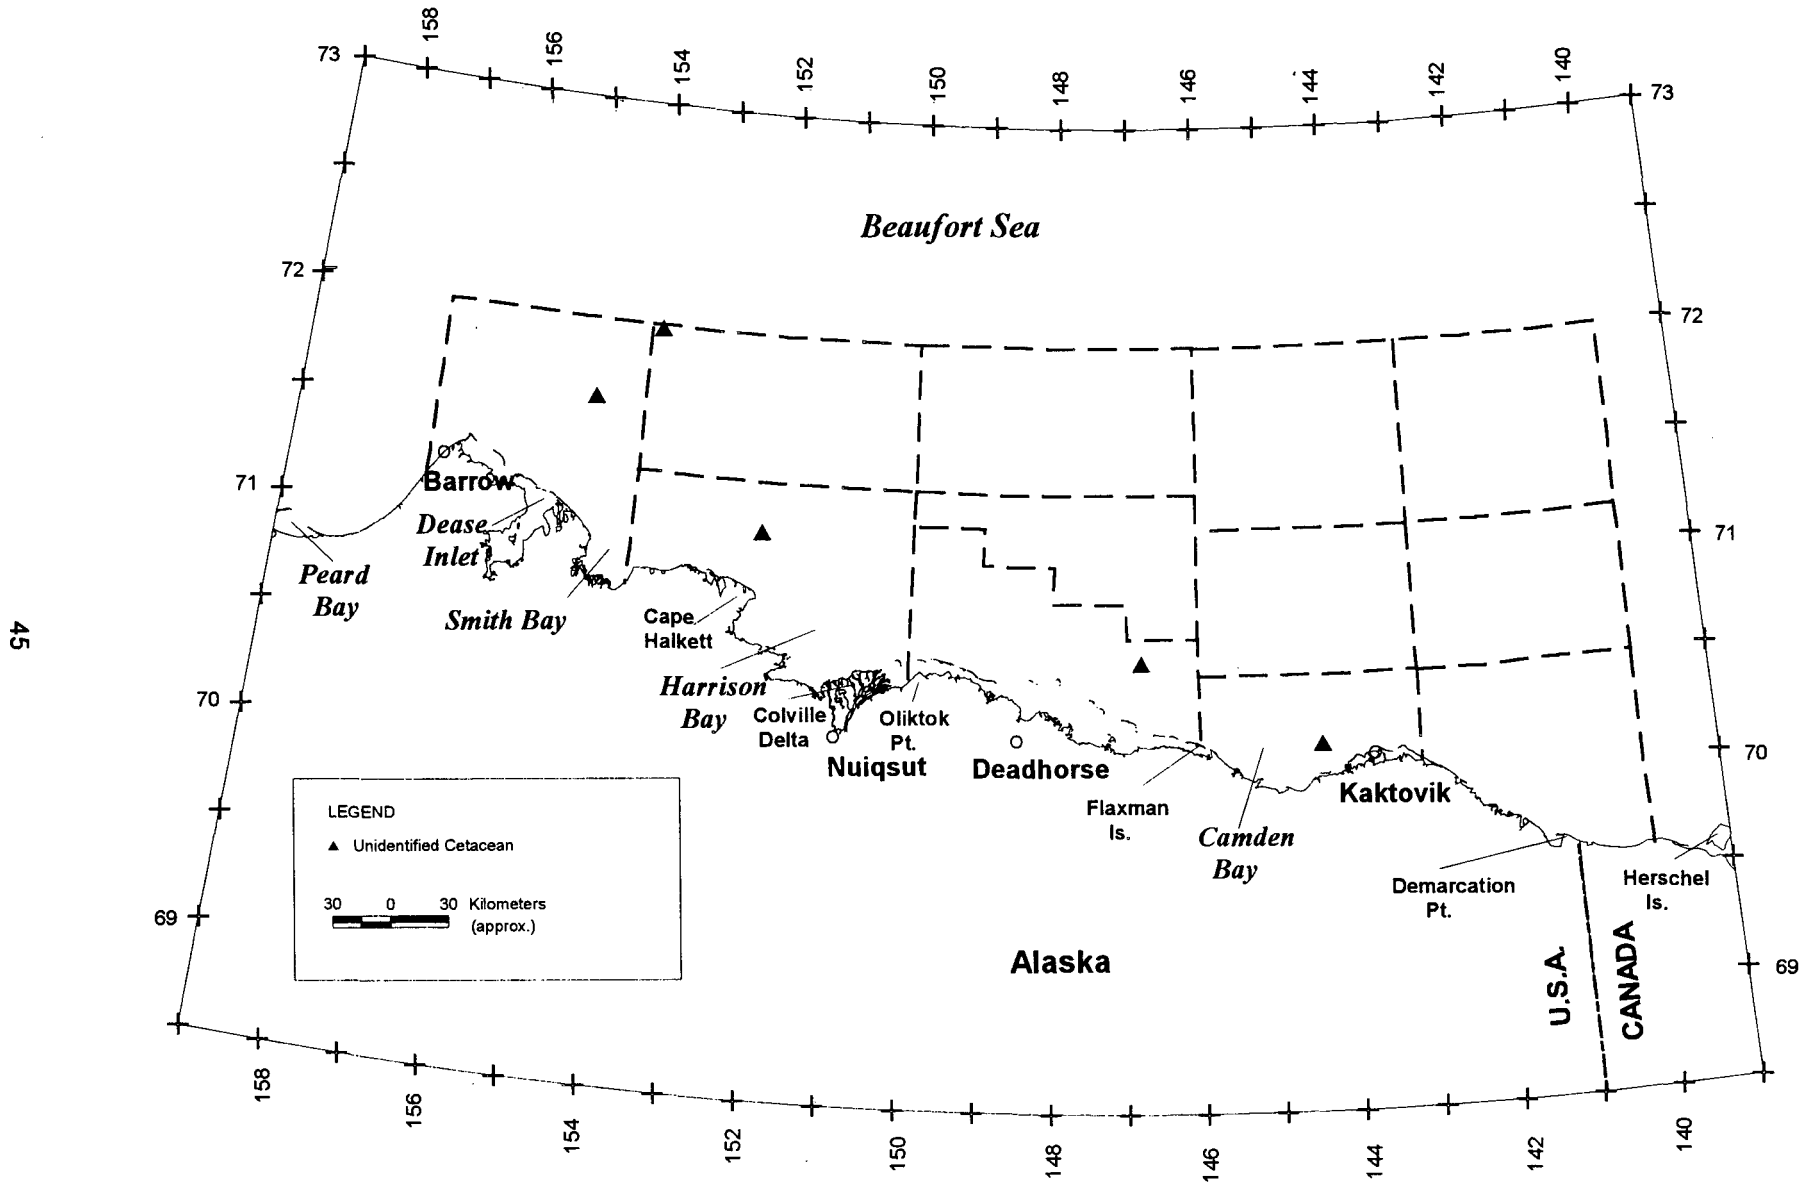 158
156
154
152
150
148
146
144
142
140
73
73
Beaufort Sea
72
72
71
71
Barrow
Dease
Inlet
Peard
Bay
Smith Bay
Cape
Halkett
Harrison
Bay
Colville
Delta
Oliktok
Pt.
70
70
Nuiqsut
Deadhorse
Flaxman
Is.
Kaktovik
Camden
Bay
Demarcation
Pt.
Herschel
Is.
LEGEND
Unidentified Cetacean
30 0 30 Kilometers
(approx.)
69
69
Alaska
U.S.A.
CANADA
158
156
154
152
150
148
146
144
142
140
45